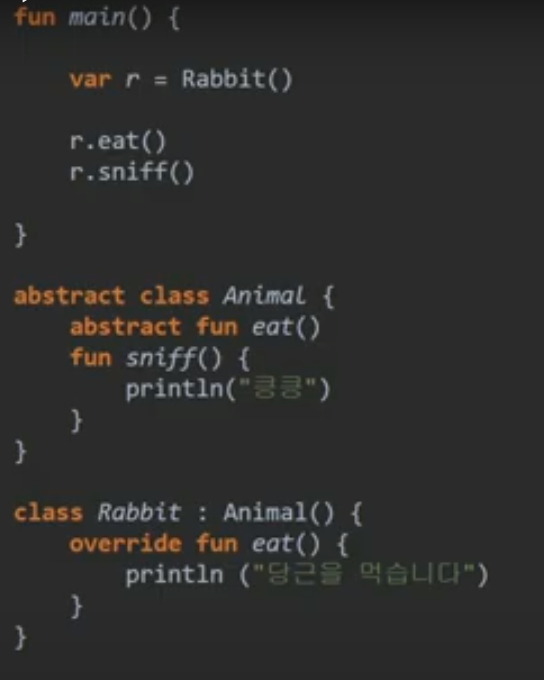 fun main() {
var r = Rabbit()
r.eat()
r.sniff()
}
abstract class Animal {
abstract fun eat()
fun sniff() {
println("킁킁")
}
}
class Rabbit : Animal() {
override fun eat() {
println ("당근을 먹습니다")
}
}